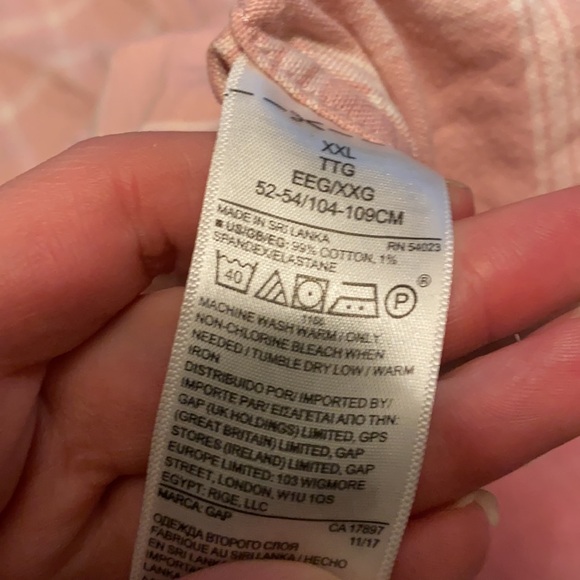 XXL
TTG
EEG/XXG
52-54/104-109CM
MADE IN SRI LANKA RN 54023
US/GB/EG: 99% COTTON, 1%
SPANDEX/ELASTANE
40 P ®
MACHINE WASH WARM / ONLY
NON-CHLORINE BLEACH WHEN
NEEDED / TUMBLE DRY LOW / WARM
IRON
DISTRIBUIDO POR/ IMPORTED BY/
IMPORTE PAR/ ΕΙΣΑΓΕΤΑΙ ΑΠΟ ΤΗΝ:
GAP (UK HOLDINGS) LIMITED, GPS
(GREAT BRITAIN) LIMITED, GAP
STORES (IRELAND) LIMITED, GAP
EUROPE LIMITED: 103 WIGMORE
STREET, LONDON, W1U 1QS
EGYPT: RIGE, LLC
MARCA: GAP CA 17897
11/17
ОДЕЖДА ВТОРОГО СЛОЯ
FABRIQUE AU SRI LANKA / HECHO
EN SRI LANKA